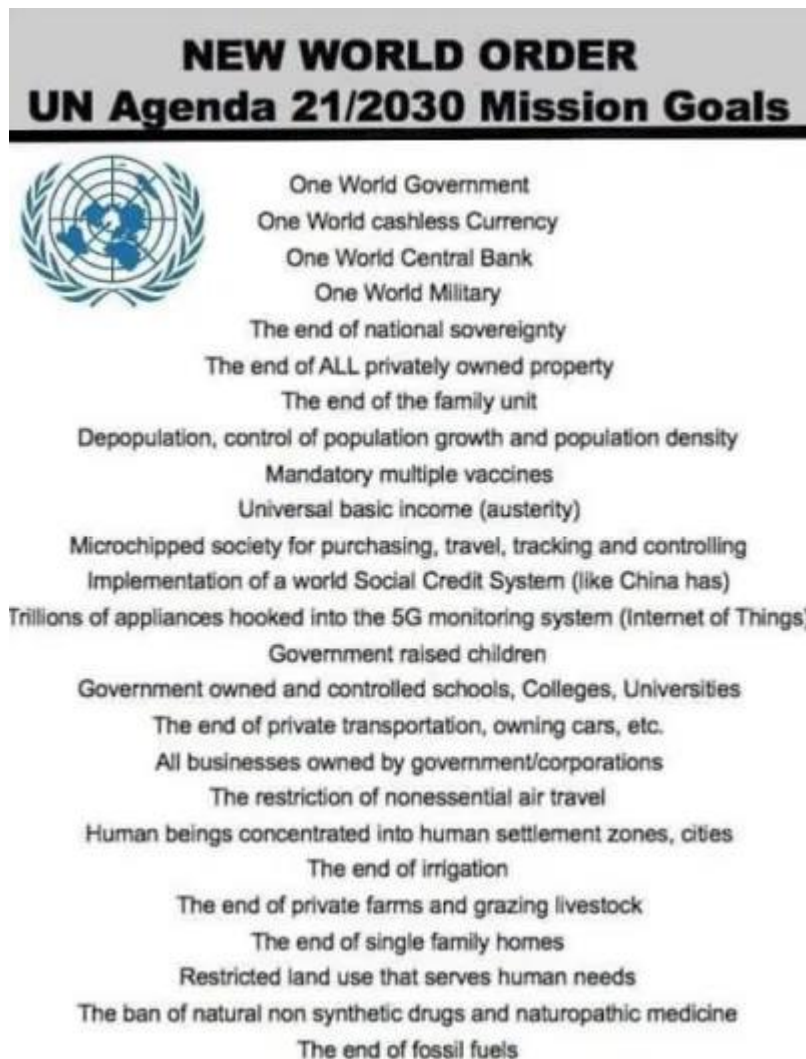 NEW WORLD ORDER
UN Agenda 21/2030 Mission Goals
One World Government
One World cashless Currency
One World Central Bank
One World Military
The end of national sovereignty
The end of ALL privately owned property
The end of the family unit
Depopulation, control of population growth and population density
Mandatory multiple vaccines
Universal basic income (austerity)
Microchipped society for purchasing, travel, tracking and controlling
Implementation of a world Social Credit System (like China has)
Trillions of appliances hooked into the 5G monitoring system (Internet of Things)
Government raised children
Government owned and controlled schools, Colleges, Universities
The end of private transportation, owning cars, etc.
All businesses owned by government/corporations
The restriction of nonessential air travel
Human beings concentrated into human settlement zones, cities
The end of irrigation
The end of private farms and grazing livestock
The end of single family homes
Restricted land use that serves human needs
The ban of natural non synthetic drugs and naturopathic medicine
The end of fossil fuels